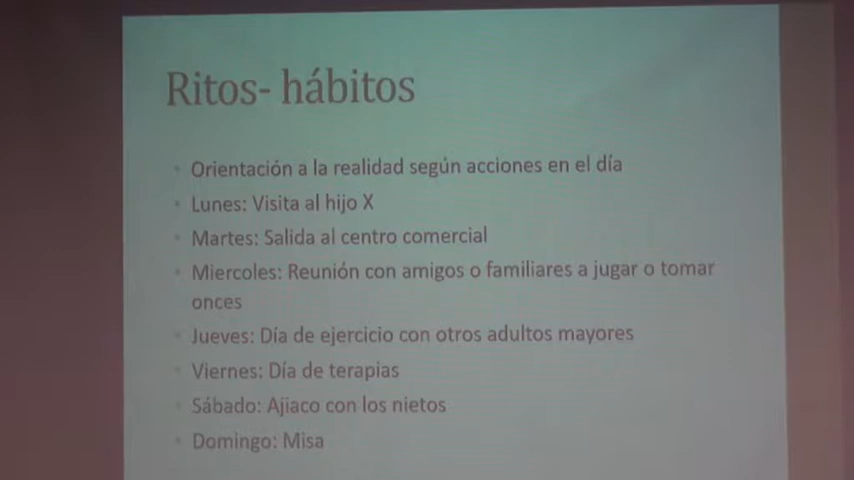 Ritos- hábitos
• Orientación a la realidad según acciones en el día
• Lunes: Visita al hijo X
• Martes: Salida al centro comercial
• Miercoles: Reunión con amigos o familiares a jugar o tomar
onces
• Jueves: Día de ejercicio con otros adultos mayores
• Viernes: Día de terapias
• Sábado: Ajiaco con los nietos
• Domingo: Misa